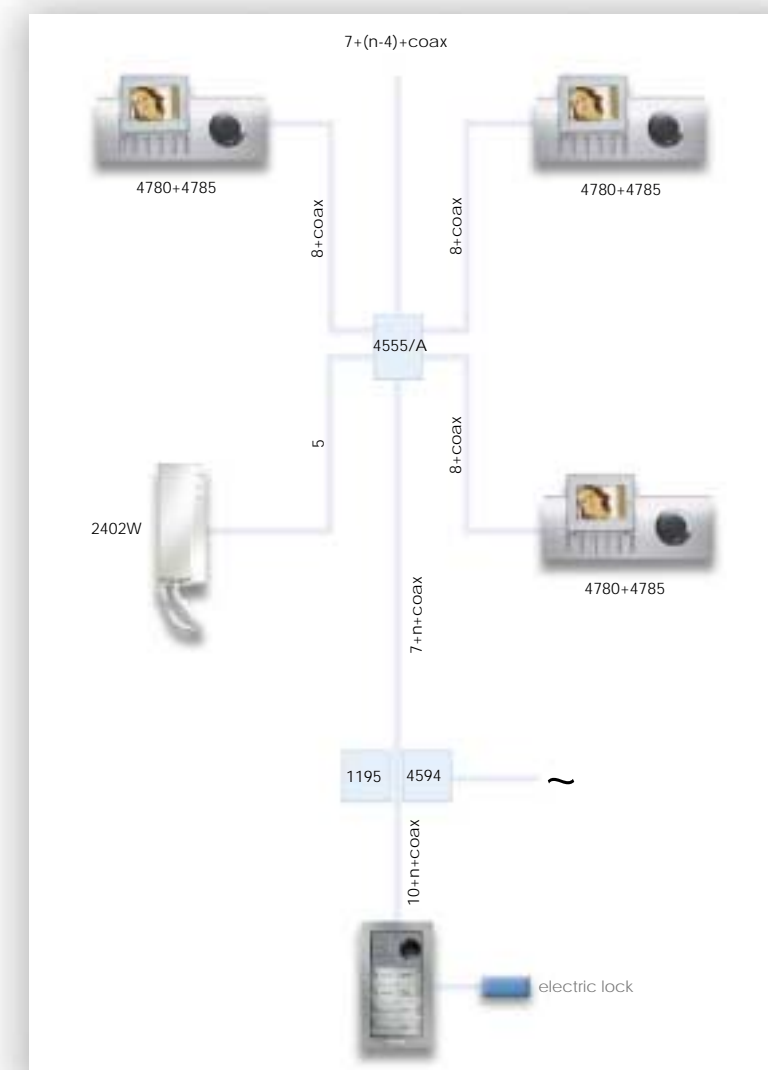 7+(n-4)+coax
4780+4785
4780+4785
8+coax
8+coax
4555/A
5
8+coax
2402W
4780+4785
7+n+coax
1195
4594
~
10+n+coax
electric lock